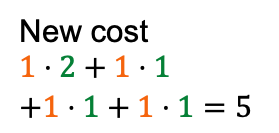 New cost
1 · 2 + 1 · 1
+1 · 1 + 1 · 1 = 5